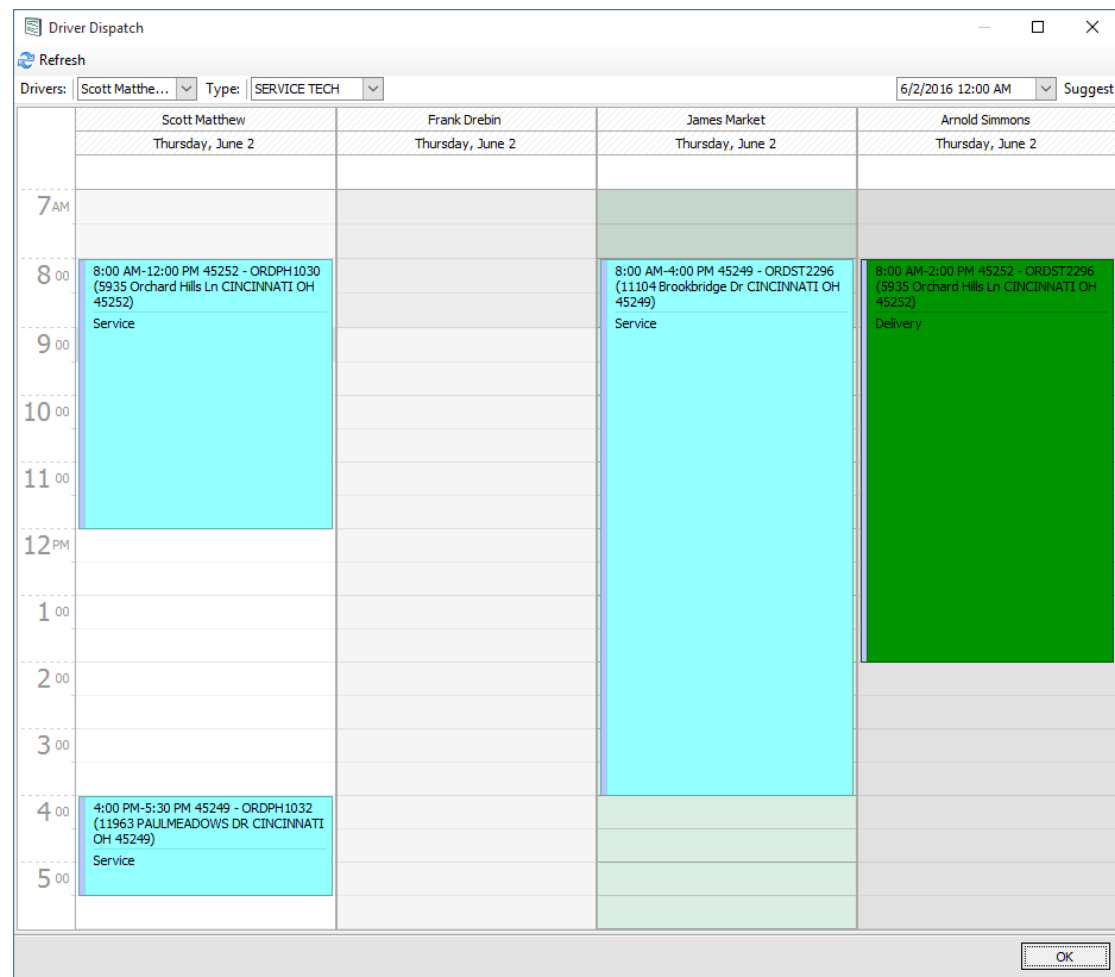 Driver Dispatch
Refresh
Drivers: Scott Matthe... Type: SERVICE TECH 6/2/2016 12:00 AM Suggest
Scott Matthew Frank Drebin James Market Arnold Simmons
Thursday, June 2 Thursday, June 2 Thursday, June 2 Thursday, June 2
7 AM
8 00
9 00
10 00
11 00
12 PM
1 00
2 00
3 00
4 00
5 00
8:00 AM-12:00 PM 45252 - ORDPH1030
(5935 Orchard Hills Ln CINCINNATI OH
45252)
Service
4:00 PM-5:30 PM 45249 - ORDPH1032
(11963 PAULMEADOWS DR CINCINNATI
OH 45249)
Service
8:00 AM-4:00 PM 45249 - ORDST2296
(11104 Brookbridge Dr CINCINNATI OH
45249)
Service
8:00 AM-2:00 PM 45252 - ORDST2296
(5935 Orchard Hills Ln CINCINNATI OH
45252)
Delivery
OK